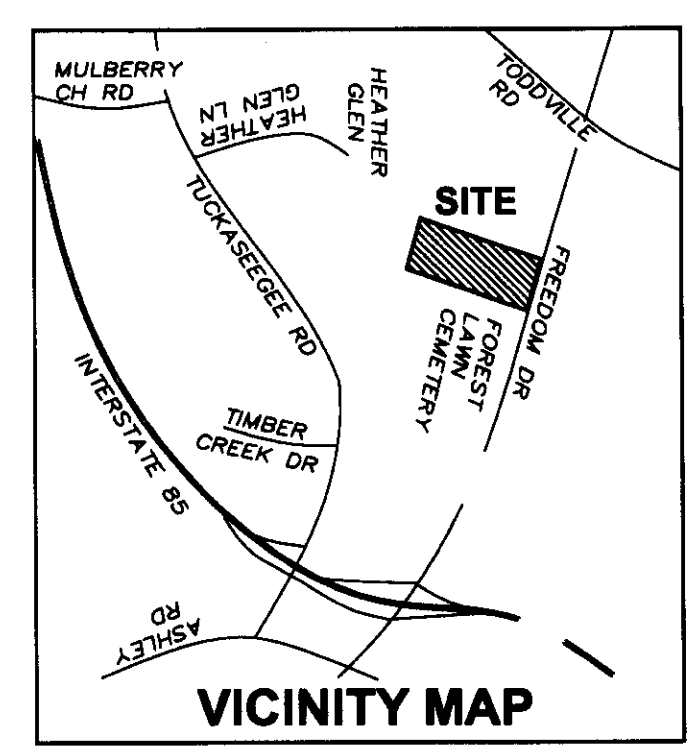 MULBERRY
CH RD
HEATHER
GLEN LN
HEATHER
GLEN
TODDVILLE
RD
TUCKASEEGEE RD
SITE
FREEDOM DR
FOREST
LAWN
CEMETERY
INTERSTATE 85
TIMBER
CREEK DR
ASHLEY
RD
VICINITY MAP